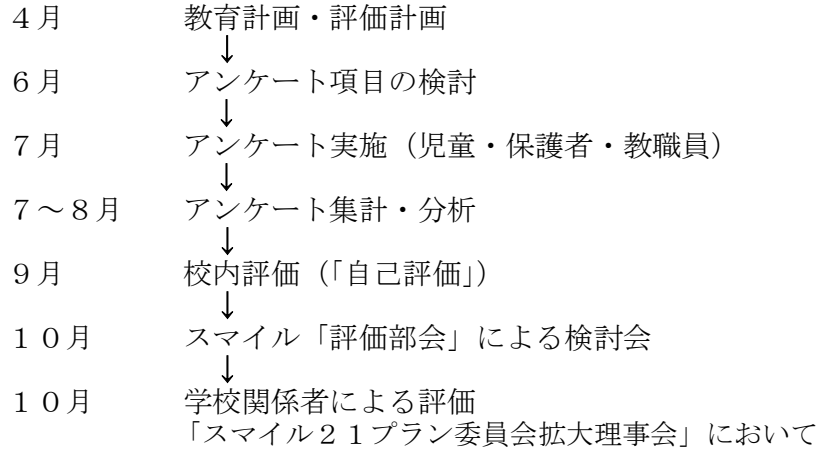 ４月　　　教育計画・評価計画
↓
６月　　　アンケート項目の検討
↓
７月　　　アンケート実施（児童・保護者・教職員）
↓
７～８月　　アンケート集計・分析
↓
９月　　　校内評価（「自己評価」）
↓
１０月　　　スマイル「評価部会」による検討会
↓
１０月　　　学校関係者による評価
「スマイル２１プラン委員会拡大理事会」において